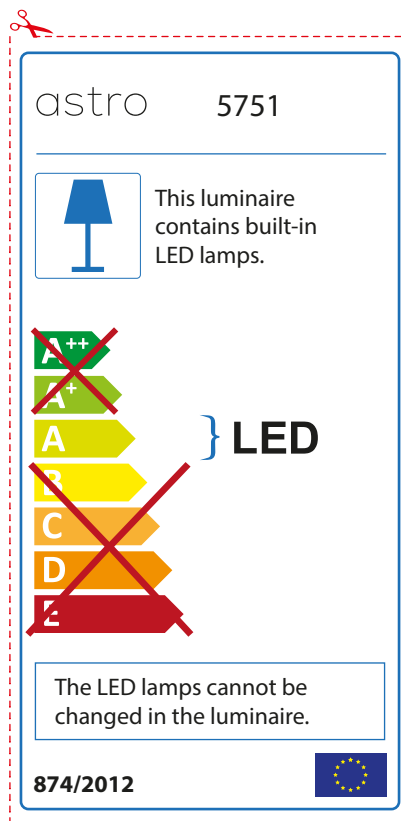 astro 5751
This luminaire
contains built-in
LED lamps.
A++
A+
A
} LED
B
C
D
E
The LED lamps cannot be
changed in the luminaire.
874/2012